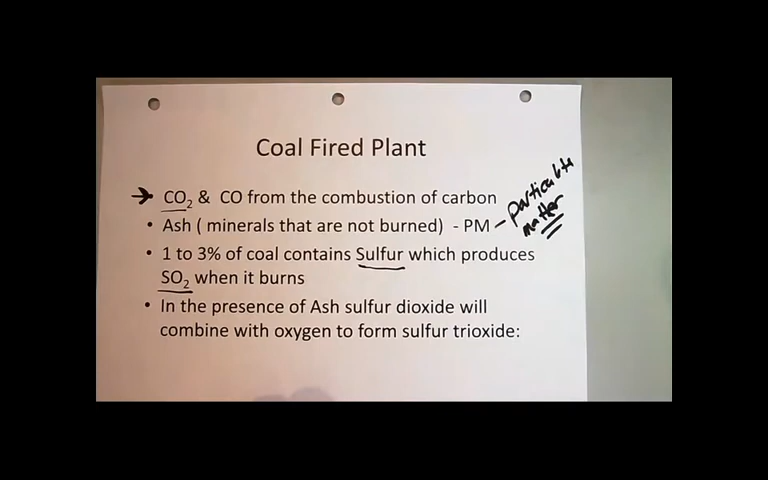 Coal Fired Plant
CO₂ & CO from the combustion of carbon
• Ash ( minerals that are not burned) - PM – particulate
matter
• 1 to 3% of coal contains Sulfur which produces
SO₂ when it burns
• In the presence of Ash sulfur dioxide will
combine with oxygen to form sulfur trioxide: